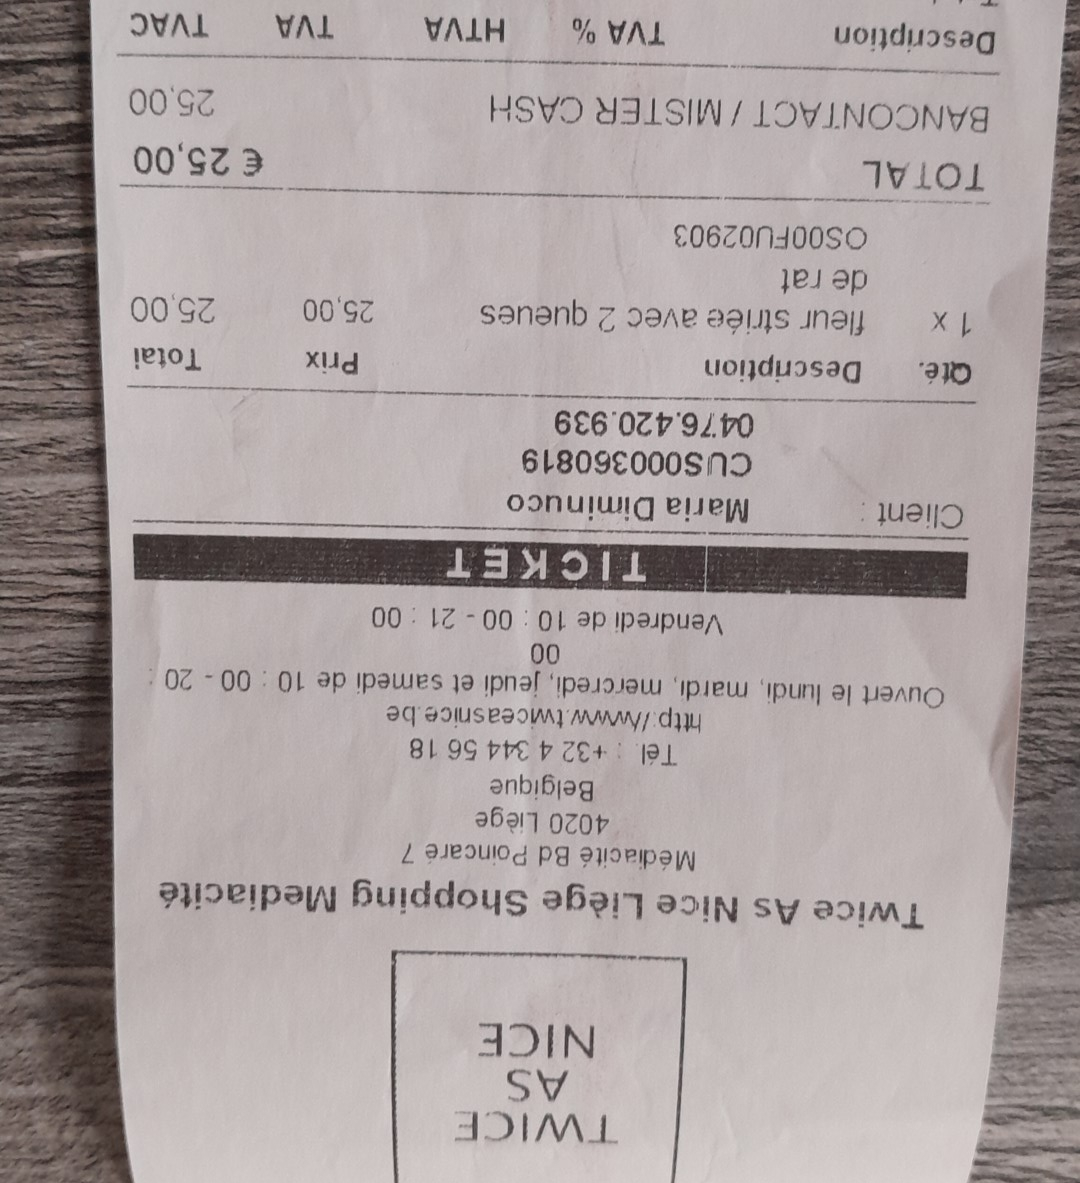 TWICE
AS
NICE
Twice As Nice Liège Shopping Mediacité
Médiacité Bd Poincaré 7
4020 Liège
Belgique
Tél. : +32 4 344 56 18
http://www.twiceasnice.be
Ouvert le lundi, mardi, mercredi, jeudi et samedi de 10 : 00 - 20 :
00
Vendredi de 10 : 00 - 21 : 00
TICKET
Client : Maria Diminuco
CUS000360819
0476.420.939
Qté. Description Prix Total
1 x fleur striée avec 2 queues 25,00 25,00
de rat
OS00FU02903
TOTAL € 25,00
BANCONTACT / MISTER CASH 25,00
Description TVA % HTVA TVA TVAC